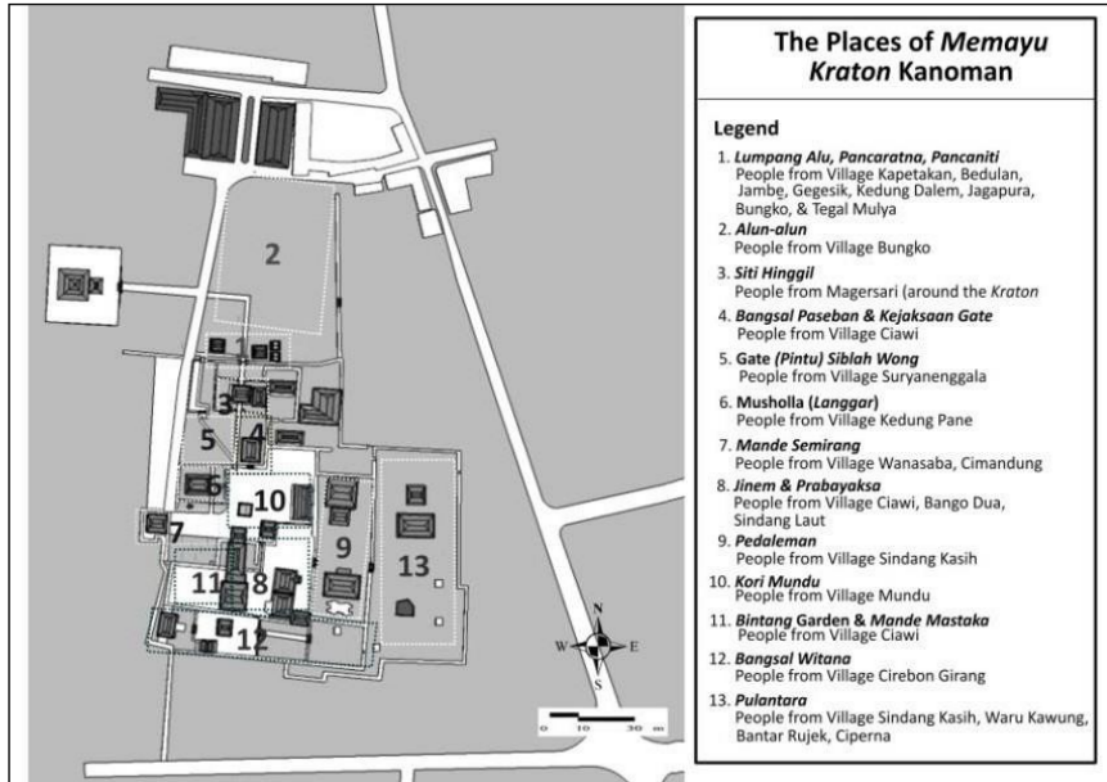 2
1
3
4
5
6
10
7
9
13
11
8
12
N
W E
S
0 10 30 m
The Places of Memayu
Kraton Kanoman
Legend
1. Lumpang Alu, Pancaratna, Pancaniti
People from Village Kapetakan, Bedulan,
Jambe, Gegesik, Kedung Dalem, Jagapura,
Bungko, & Tegal Mulya
2. Alun-alun
People from Village Bungko
3. Siti Hinggil
People from Magersari (around the Kraton
4. Bangsal Paseban & Kejaksaan Gate
People from Village Ciawi
5. Gate (Pintu) Siblah Wong
People from Village Suryanenggala
6. Musholla (Langgar)
People from Village Kedung Pane
7. Mande Semirang
People from Village Wanasaba, Cimandung
8. Jinem & Prabayaksa
People from Village Ciawi, Bango Dua,
Sindang Laut
9. Pedaleman
People from Village Sindang Kasih
10. Kori Mundu
People from Village Mundu
11. Bintang Garden & Mande Mastaka
People from Village Ciawi
12. Bangsal Witana
People from Village Cirebon Girang
13. Pulantara
People from Village Sindang Kasih, Waru Kawung,
Bantar Rujek, Ciperna